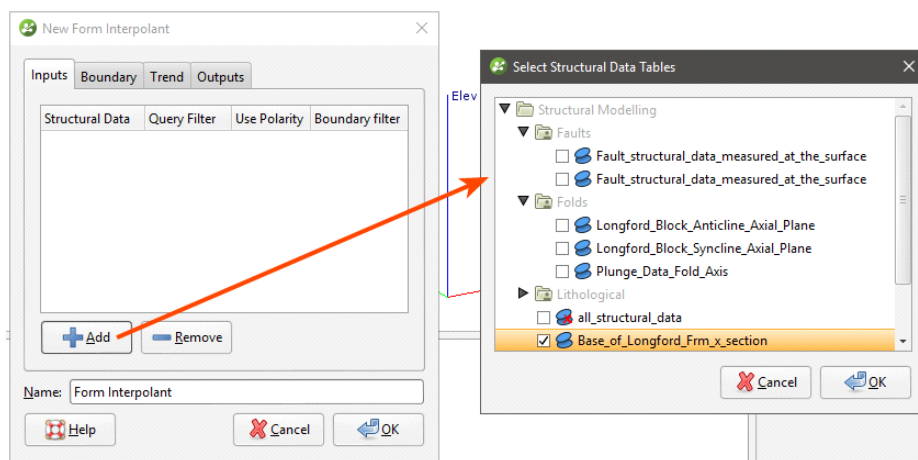 New Form Interpolant
Inputs Boundary Trend Outputs
Structural Data Query Filter Use Polarity Boundary filter
Add Remove
Name: Form Interpolant
Help Cancel OK
Elev
Select Structural Data Tables
Structural Modelling
Faults
Fault_structural_data_measured_at_the_surface
Fault_structural_data_measured_at_the_surface
Folds
Longford_Block_Anticline_Axial_Plane
Longford_Block_Syncline_Axial_Plane
Plunge_Data_Fold_Axis
Lithological
all_structural_data
Base_of_Longford_Frm_x_section
Cancel OK